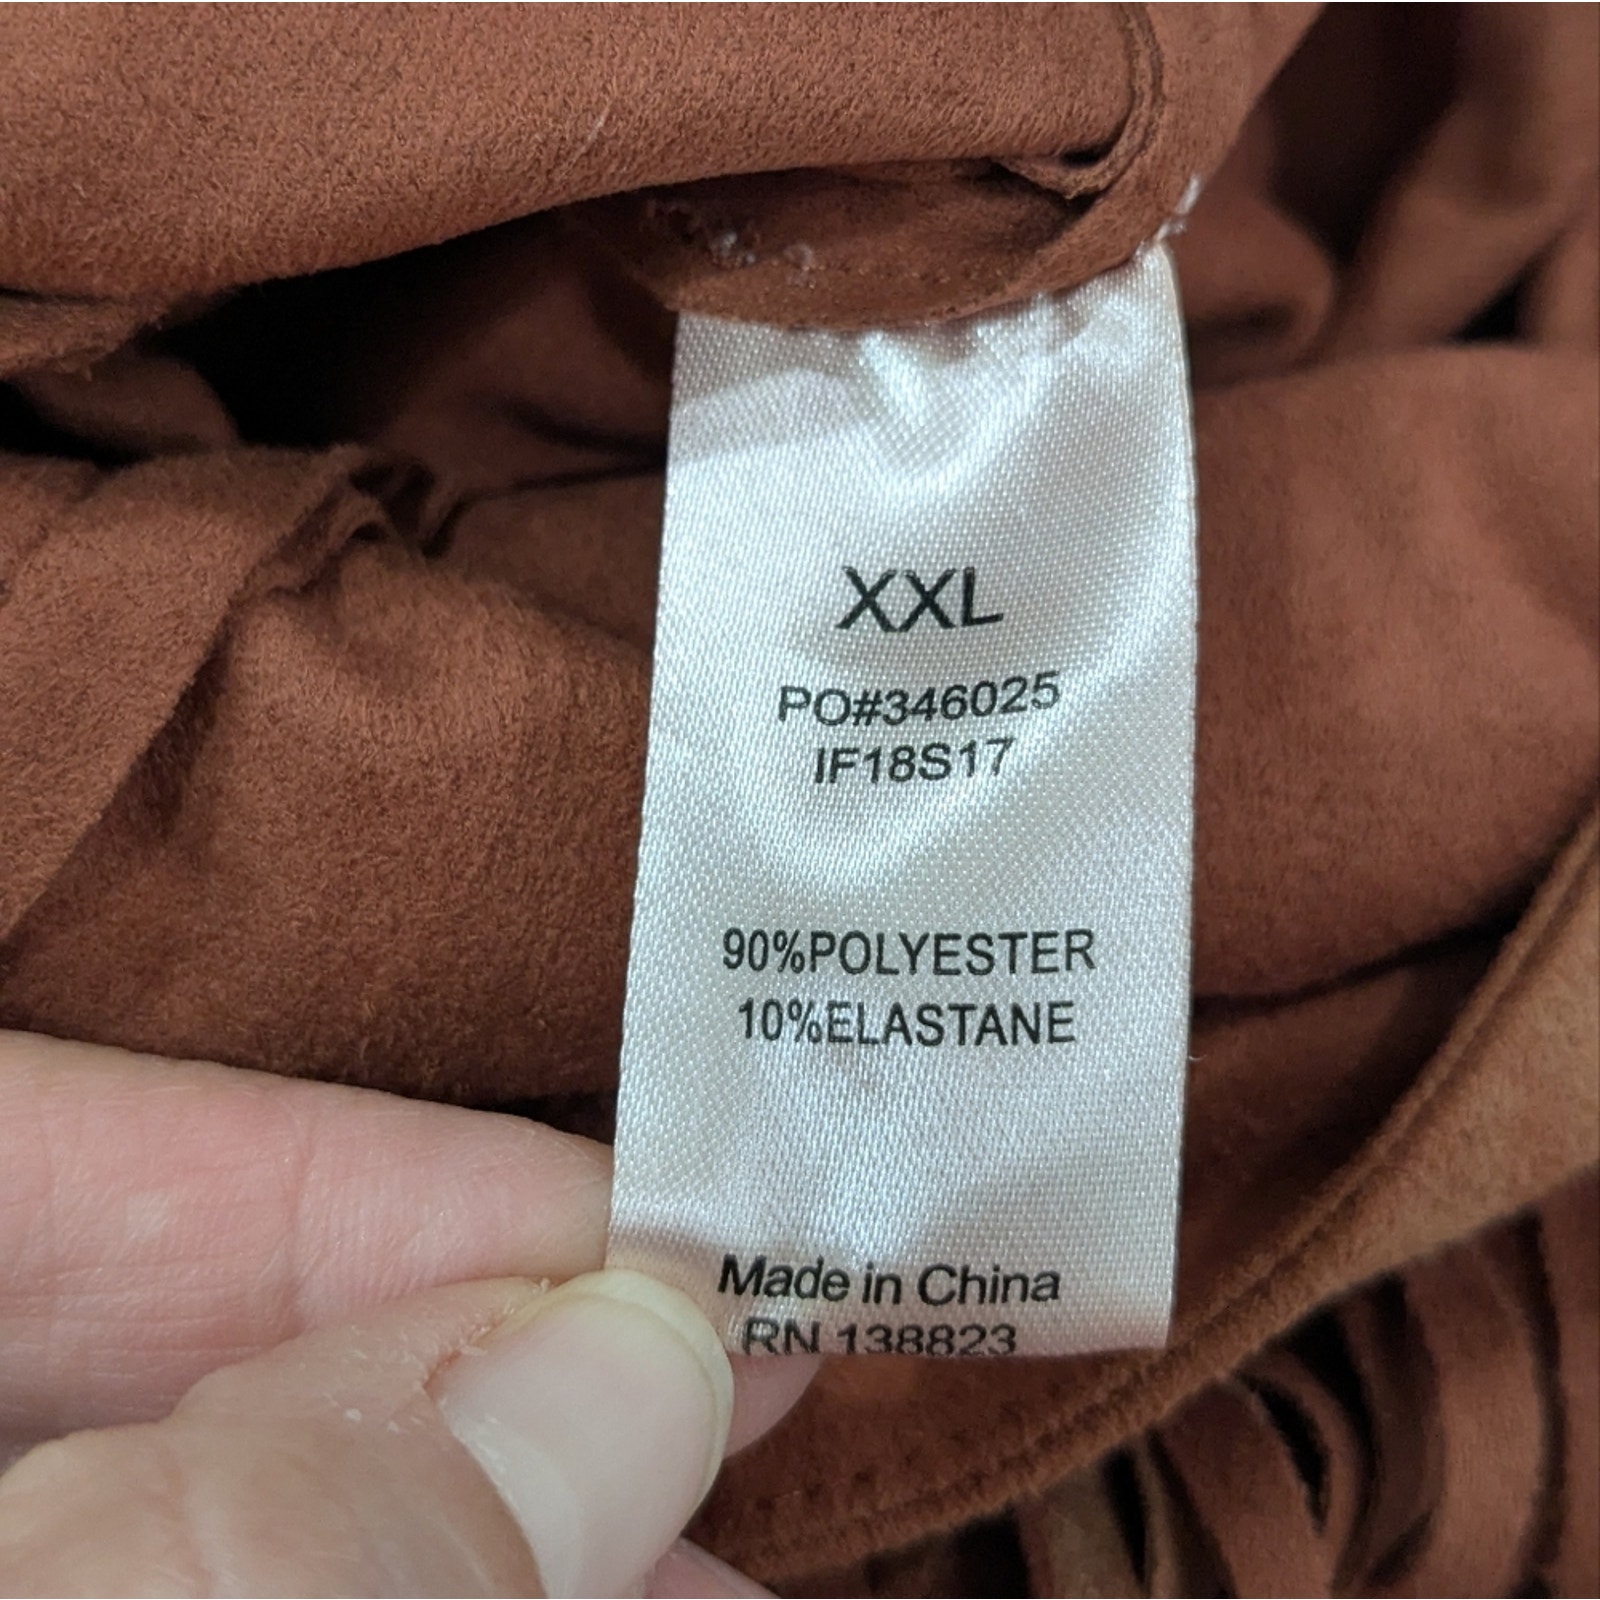 XXL
PO#346025
IF18S17
90%POLYESTER
10%ELASTANE
Made in China
RN 138823